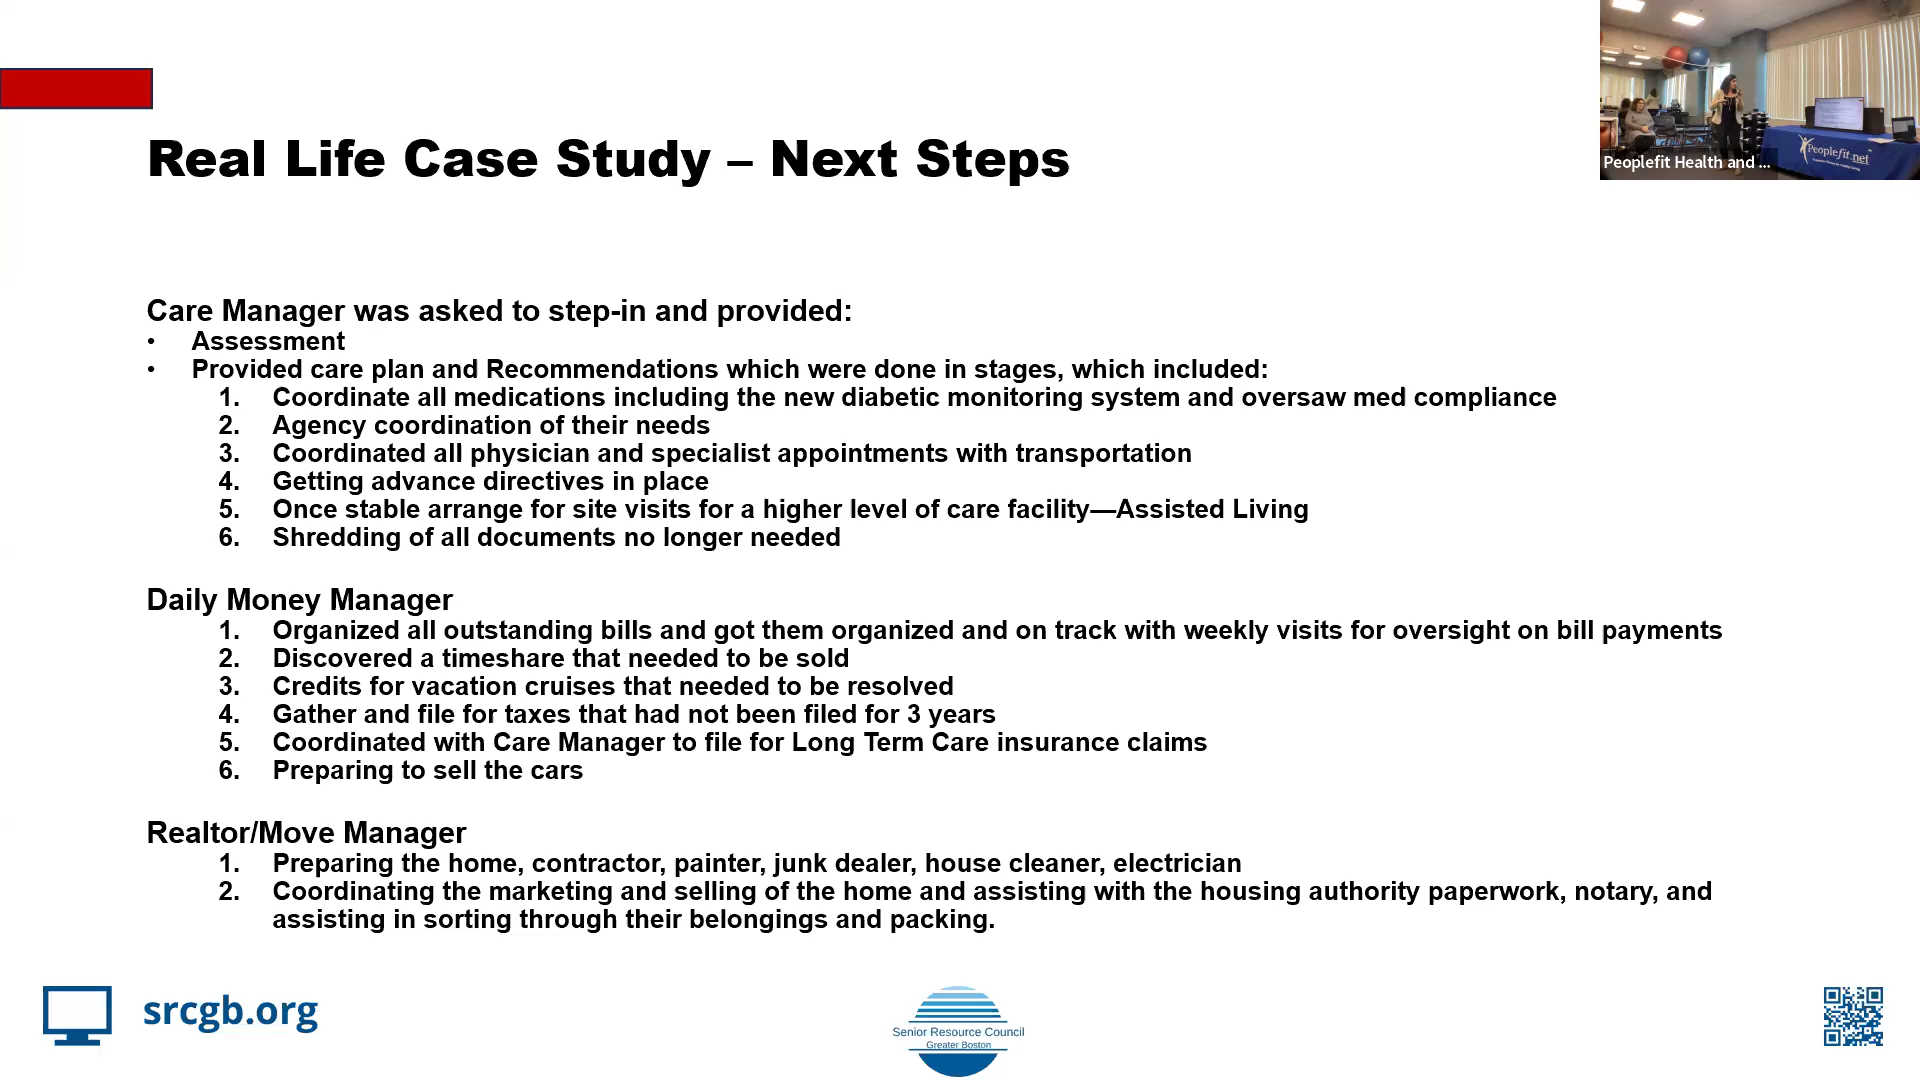 Peoplefit Health and ...
Peoplefit.net
Real Life Case Study – Next Steps
Care Manager was asked to step-in and provided:
• Assessment
• Provided care plan and Recommendations which were done in stages, which included:
1. Coordinate all medications including the new diabetic monitoring system and oversaw med compliance
2. Agency coordination of their needs
3. Coordinated all physician and specialist appointments with transportation
4. Getting advance directives in place
5. Once stable arrange for site visits for a higher level of care facility—Assisted Living
6. Shredding of all documents no longer needed
Daily Money Manager
1. Organized all outstanding bills and got them organized and on track with weekly visits for oversight on bill payments
2. Discovered a timeshare that needed to be sold
3. Credits for vacation cruises that needed to be resolved
4. Gather and file for taxes that had not been filed for 3 years
5. Coordinated with Care Manager to file for Long Term Care insurance claims
6. Preparing to sell the cars
Realtor/Move Manager
1. Preparing the home, contractor, painter, junk dealer, house cleaner, electrician
2. Coordinating the marketing and selling of the home and assisting with the housing authority paperwork, notary, and
assisting in sorting through their belongings and packing.
srcgb.org
Senior Resource Council
Greater Boston